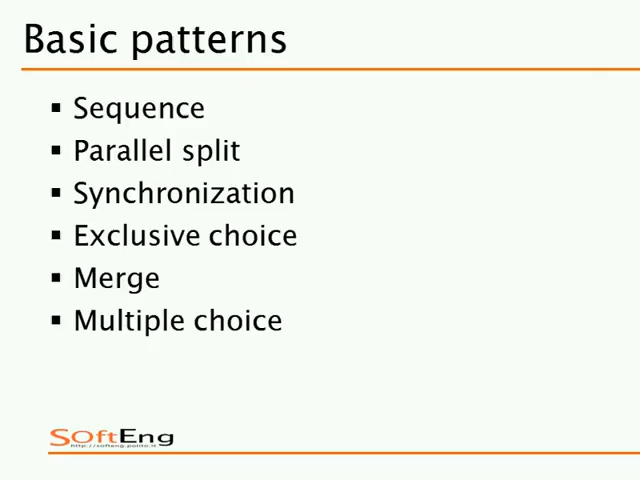 Basic patterns
▪ Sequence
▪ Parallel split
▪ Synchronization
▪ Exclusive choice
▪ Merge
▪ Multiple choice
SOftEng
http://softeng.polito.it